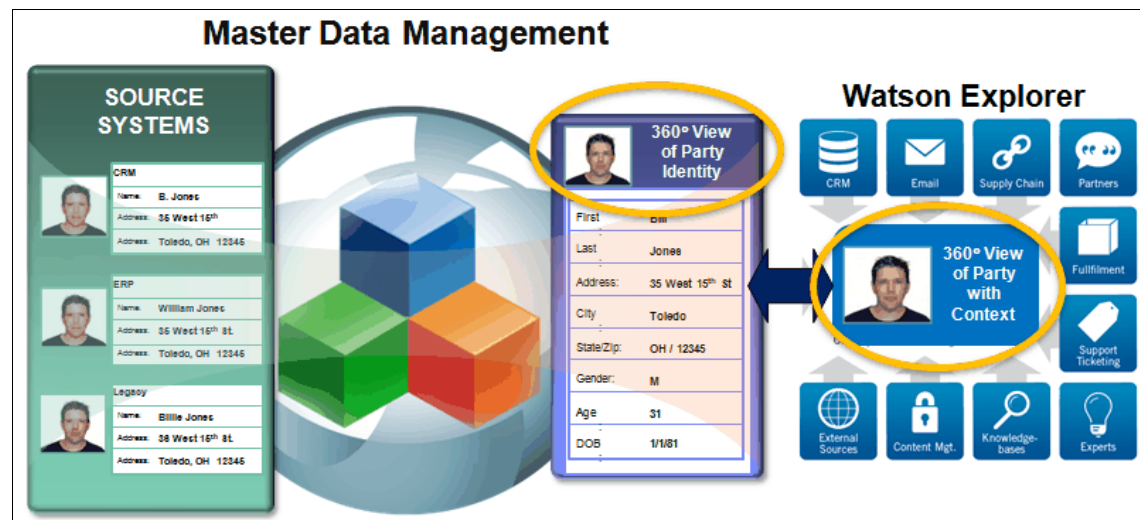 Master Data Management
SOURCE
SYSTEMS
CRM
Name: B. Jones
Address: 35 West 15th
Address: Toledo, OH 12345
ERP
Name: William Jones
Address: 35 West 15th St.
Address: Toledo, OH 12345
Legacy
Name: Billie Jones
Address: 36 West 15th St.
Address: Toledo, OH 12345
360° View
of Party
Identity
First Bill
Last Jones
Address: 35 West 15th St
City Toledo
State/Zip: OH / 12345
Gender: M
Age 31
DOB 1/1/81
Watson Explorer
CRM
Email
Supply Chain
Partners
360° View
of Party
with
Context
Fullfilment
Support
Ticketing
External
Sources
Content Mgt.
Knowledge-
bases
Experts